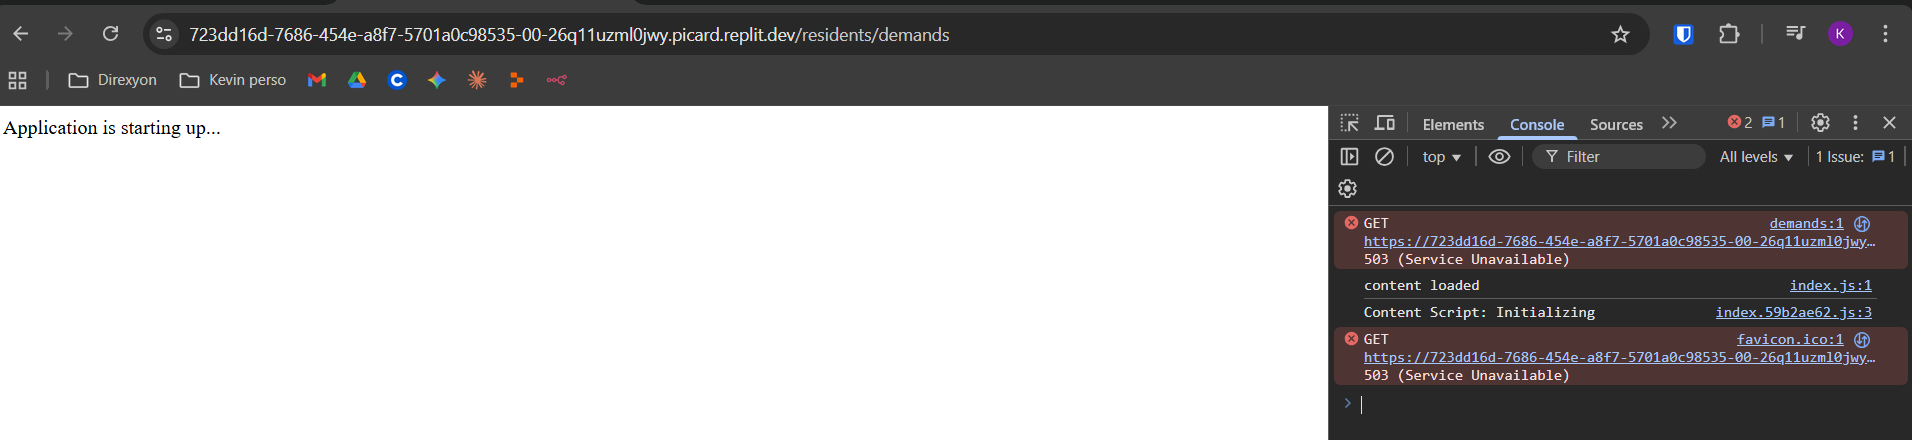 723dd16d-7686-454e-a8f7-5701a0c98535-00-26q11uzml0jwy.picard.replit.dev/residents/demands
K
Direxyon
Kevin perso
Application is starting up...
Elements
Console
Sources
2
1
top
Filter
All levels
1 Issue:
1
GET
demands:1
https://723dd16d-7686-454e-a8f7-5701a0c98535-00-26q11uzml0jwy…
503 (Service Unavailable)
content loaded
index.js:1
Content Script: Initializing
index.59b2ae62.js:3
GET
favicon.ico:1
https://723dd16d-7686-454e-a8f7-5701a0c98535-00-26q11uzml0jwy…
503 (Service Unavailable)